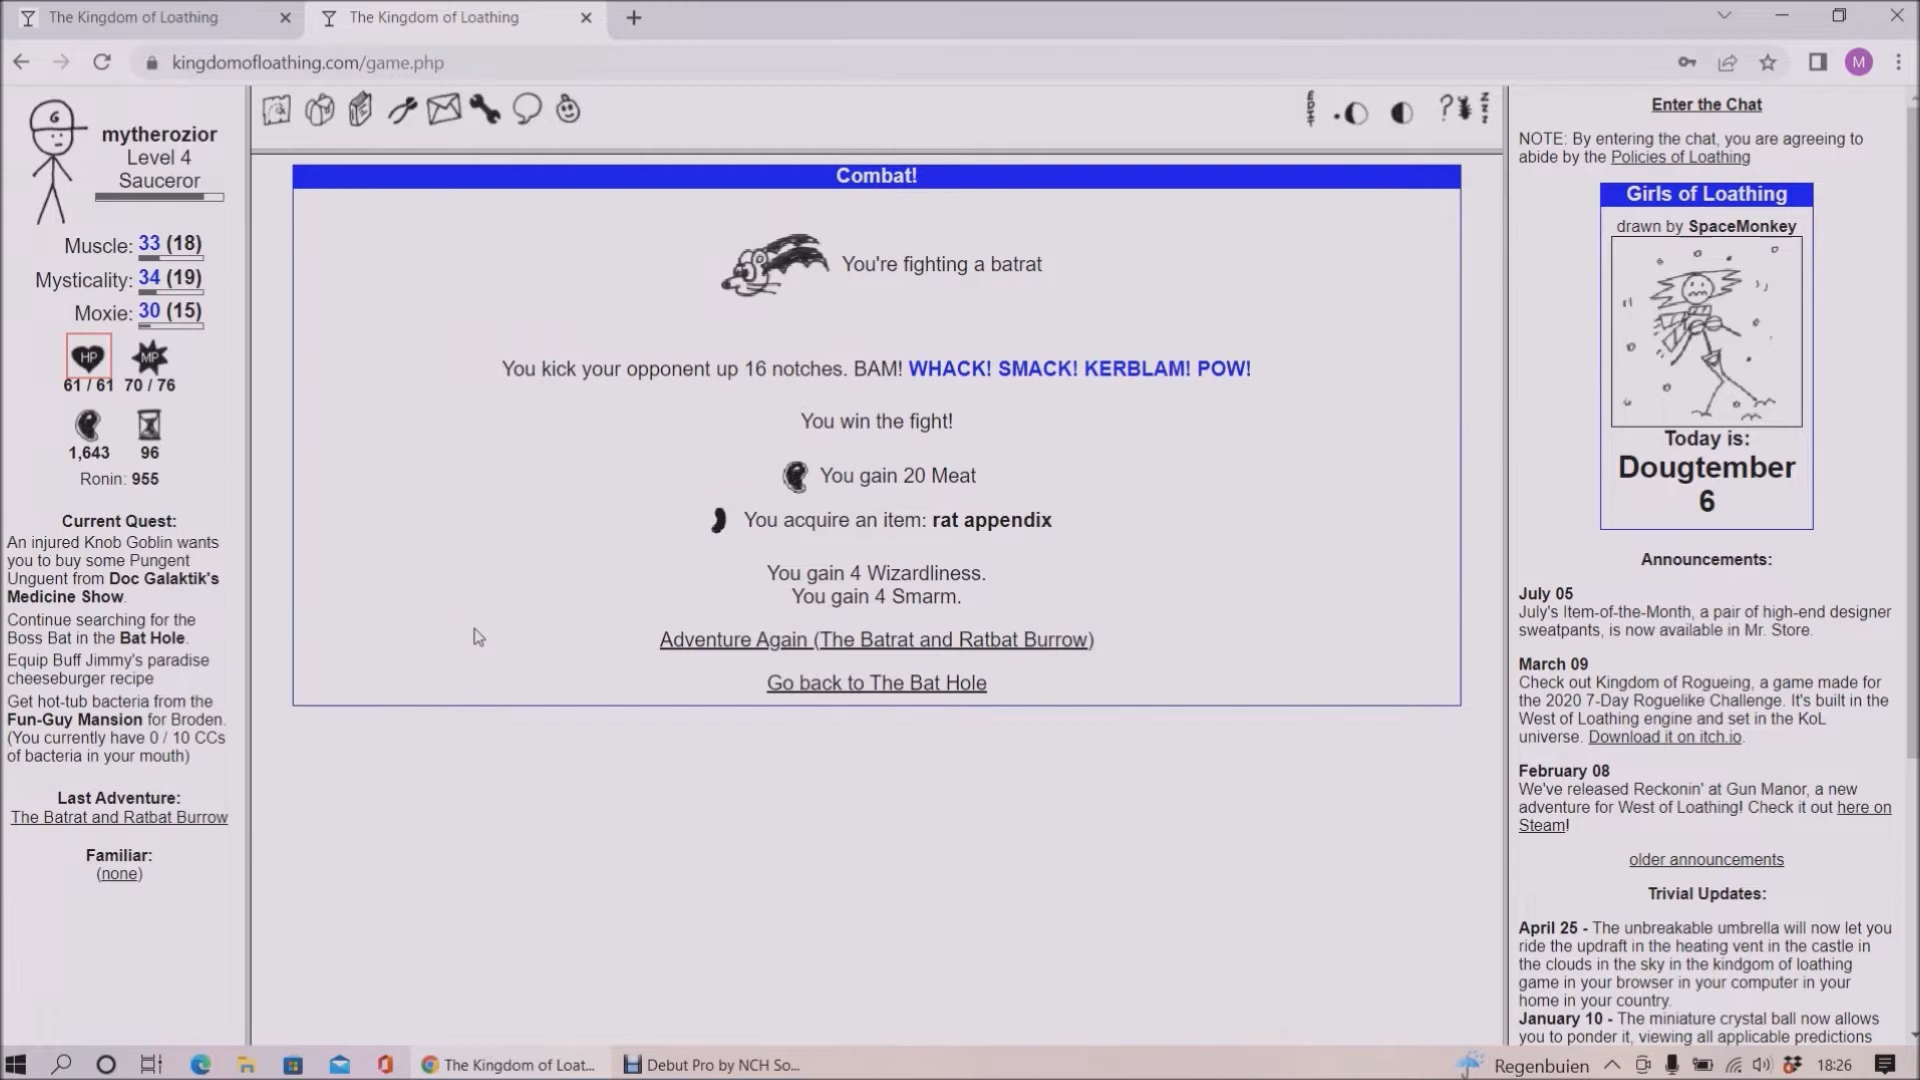 The Kingdom of Loathing
The Kingdom of Loathing
kingdomofloathing.com/game.php
M
G
mytherozior
Level 4
Sauceror
Muscle: 33 (18)
Mysticality: 34 (19)
Moxie: 30 (15)
HP MP
61 / 61 70 / 76
1,643 96
Ronin: 955
Current Quest:
An injured Knob Goblin wants
you to buy some Pungent
Unguent from Doc Galaktik's
Medicine Show.
Continue searching for the
Boss Bat in the Bat Hole.
Equip Buff Jimmy's paradise
cheeseburger recipe
Get hot-tub bacteria from the
Fun-Guy Mansion for Broden.
(You currently have 0 / 10 CCs
of bacteria in your mouth)
Last Adventure:
The Batrat and Ratbat Burrow
Familiar:
(none)
Combat!
You're fighting a batrat
You kick your opponent up 16 notches. BAM! WHACK! SMACK! KERBLAM! POW!
You win the fight!
You gain 20 Meat
You acquire an item: rat appendix
You gain 4 Wizardliness.
You gain 4 Smarm.
Adventure Again (The Batrat and Ratbat Burrow)
Go back to The Bat Hole
Enter the Chat
NOTE: By entering the chat, you are agreeing to
abide by the Policies of Loathing
Girls of Loathing
drawn by SpaceMonkey
Today is:
Dougtember
6
Announcements:
July 05
July's Item-of-the-Month, a pair of high-end designer
sweatpants, is now available in Mr. Store.
March 09
Check out Kingdom of Rogueing, a game made for
the 2020 7-Day Roguelike Challenge. It's built in the
West of Loathing engine and set in the KoL
universe. Download it on itch.io.
February 08
We've released Reckonin' at Gun Manor, a new
adventure for West of Loathing! Check it out here on
Steam!
older announcements
Trivial Updates:
April 25 - The unbreakable umbrella will now let you
ride the updraft in the heating vent in the castle in
the clouds in the sky in the kindgom of loathing
game in your browser in your computer in your
home in your country.
January 10 - The miniature crystal ball now allows
you to ponder it, viewing all applicable predictions
The Kingdom of Loat...
Debut Pro by NCH So...
Regenbuien
18:26